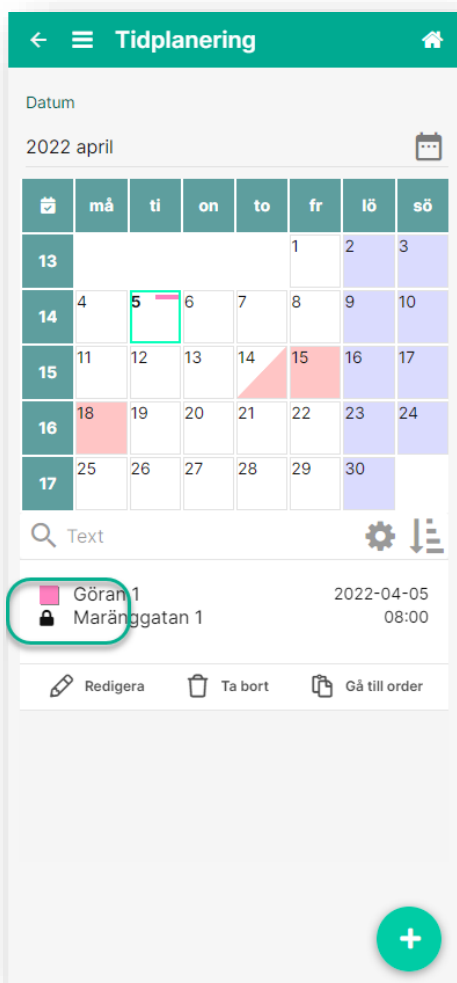 Tidplanering
Datum
2022 april
må ti on to fr lö sö
13 1 2 3
14 4 5 6 7 8 9 10
15 11 12 13 14 15 16 17
16 18 19 20 21 22 23 24
17 25 26 27 28 29 30
Text
Göran 1 2022-04-05
Maränggatan 1 08:00
Redigera Ta bort Gå till order